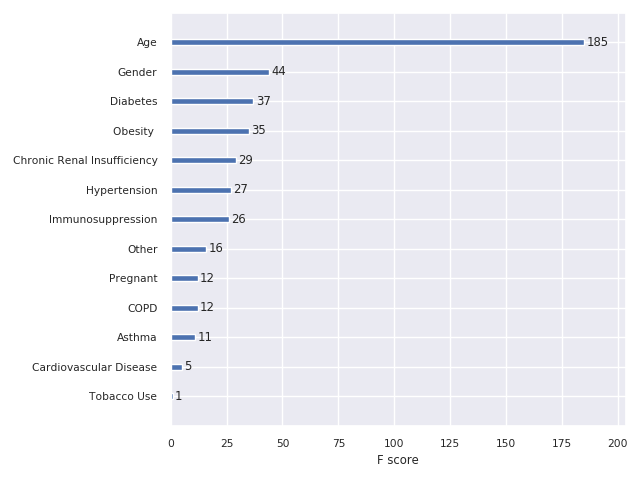 Age 185
Gender 44
Diabetes 37
Obesity 35
Chronic Renal Insufficiency 29
Hypertension 27
Immunosuppression 26
Other 16
Pregnant 12
COPD 12
Asthma 11
Cardiovascular Disease 5
Tobacco Use 1
0 25 50 75 100 125 150 175 200
F score